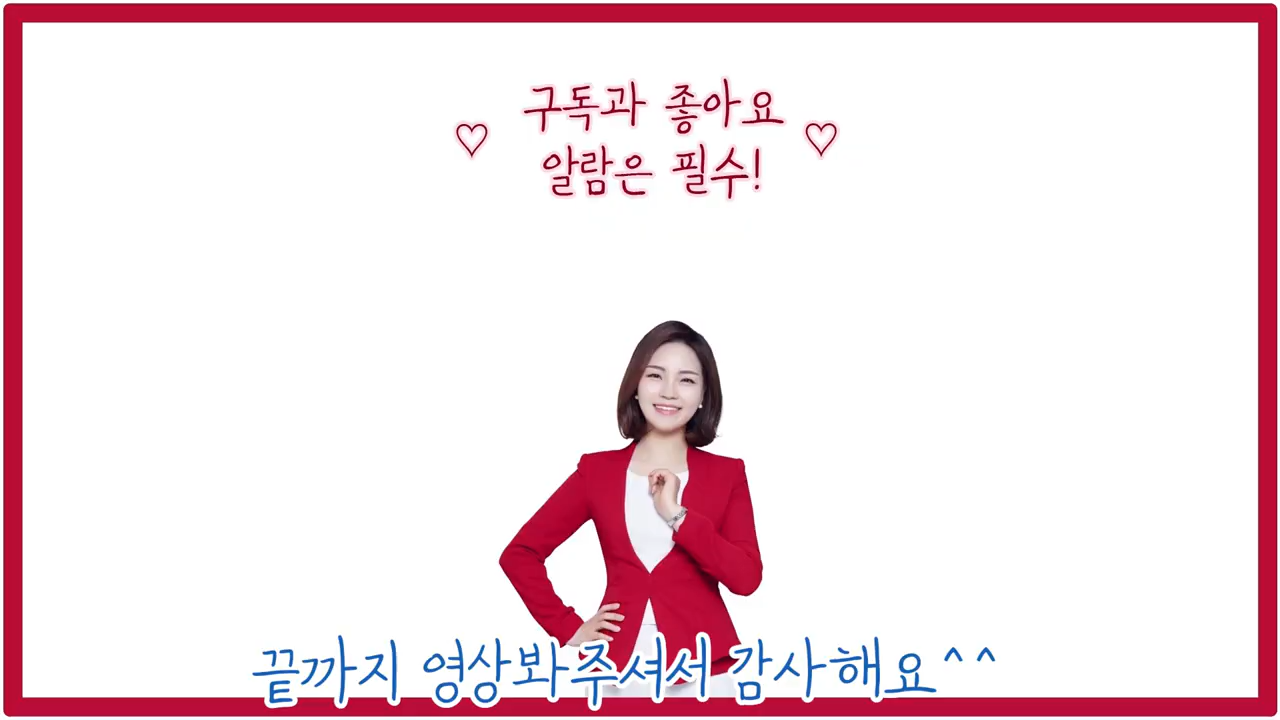 ♡ 구독과 좋아요 ♡
알람은 필수!
끝까지 영상봐주셔서 감사해요^^